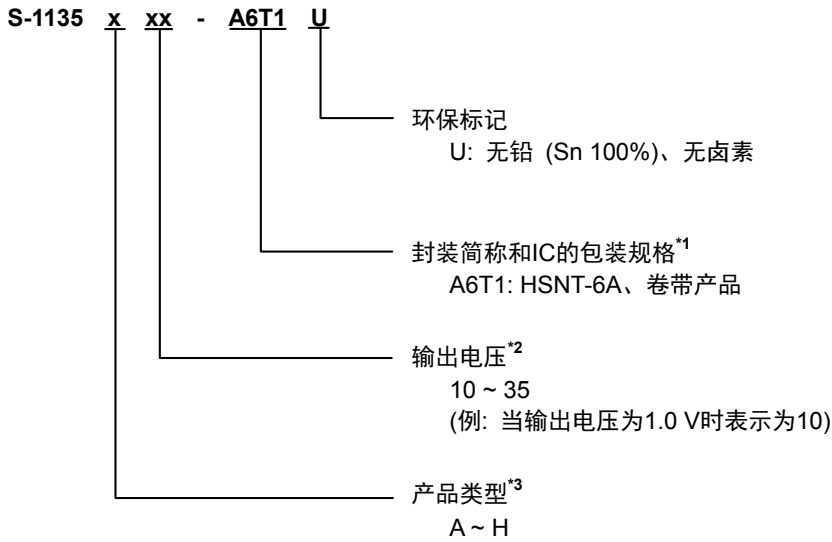 S-1135 x xx - A6T1 U
环保标记
U: 无铅 (Sn 100%)、无卤素
封装简称和IC的包装规格*1
A6T1: HSNT-6A、卷带产品
输出电压*2
10 ~ 35
(例: 当输出电压为1.0 V时表示为10)
产品类型*3
A ~ H